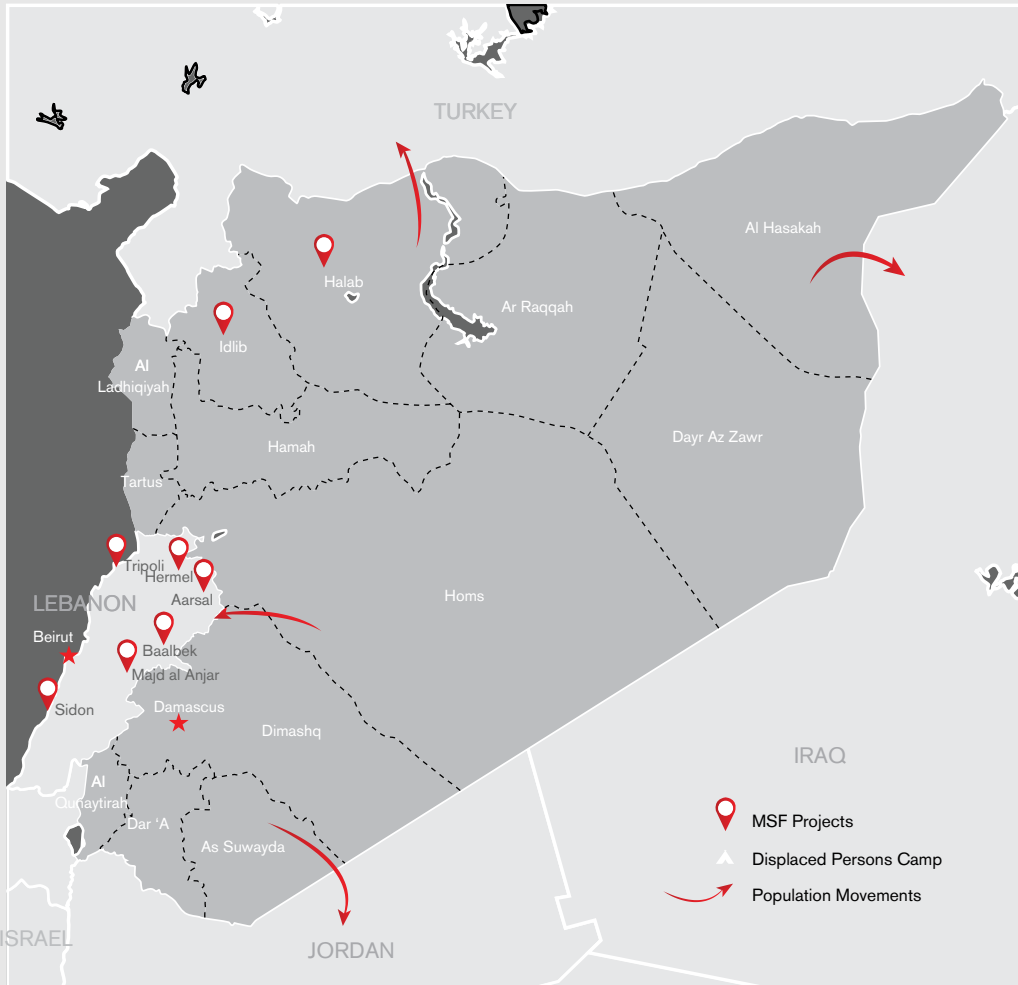 TURKEY
Al Hasakah
Halab
Ar Raqqah
Idlib
Al
Ladhiqiyah
Dayr Az Zawr
Hamah
Tartus
Tripoli
Hermel
Aarsal
Homs
LEBANON
Beirut
Baalbek
Majd al Anjar
Sidon
Damascus
Dimashq
IRAQ
Al
Qunaytirah
Dar ‘A
As Suwayda
MSF Projects
Displaced Persons Camp
Population Movements
ISRAEL
JORDAN